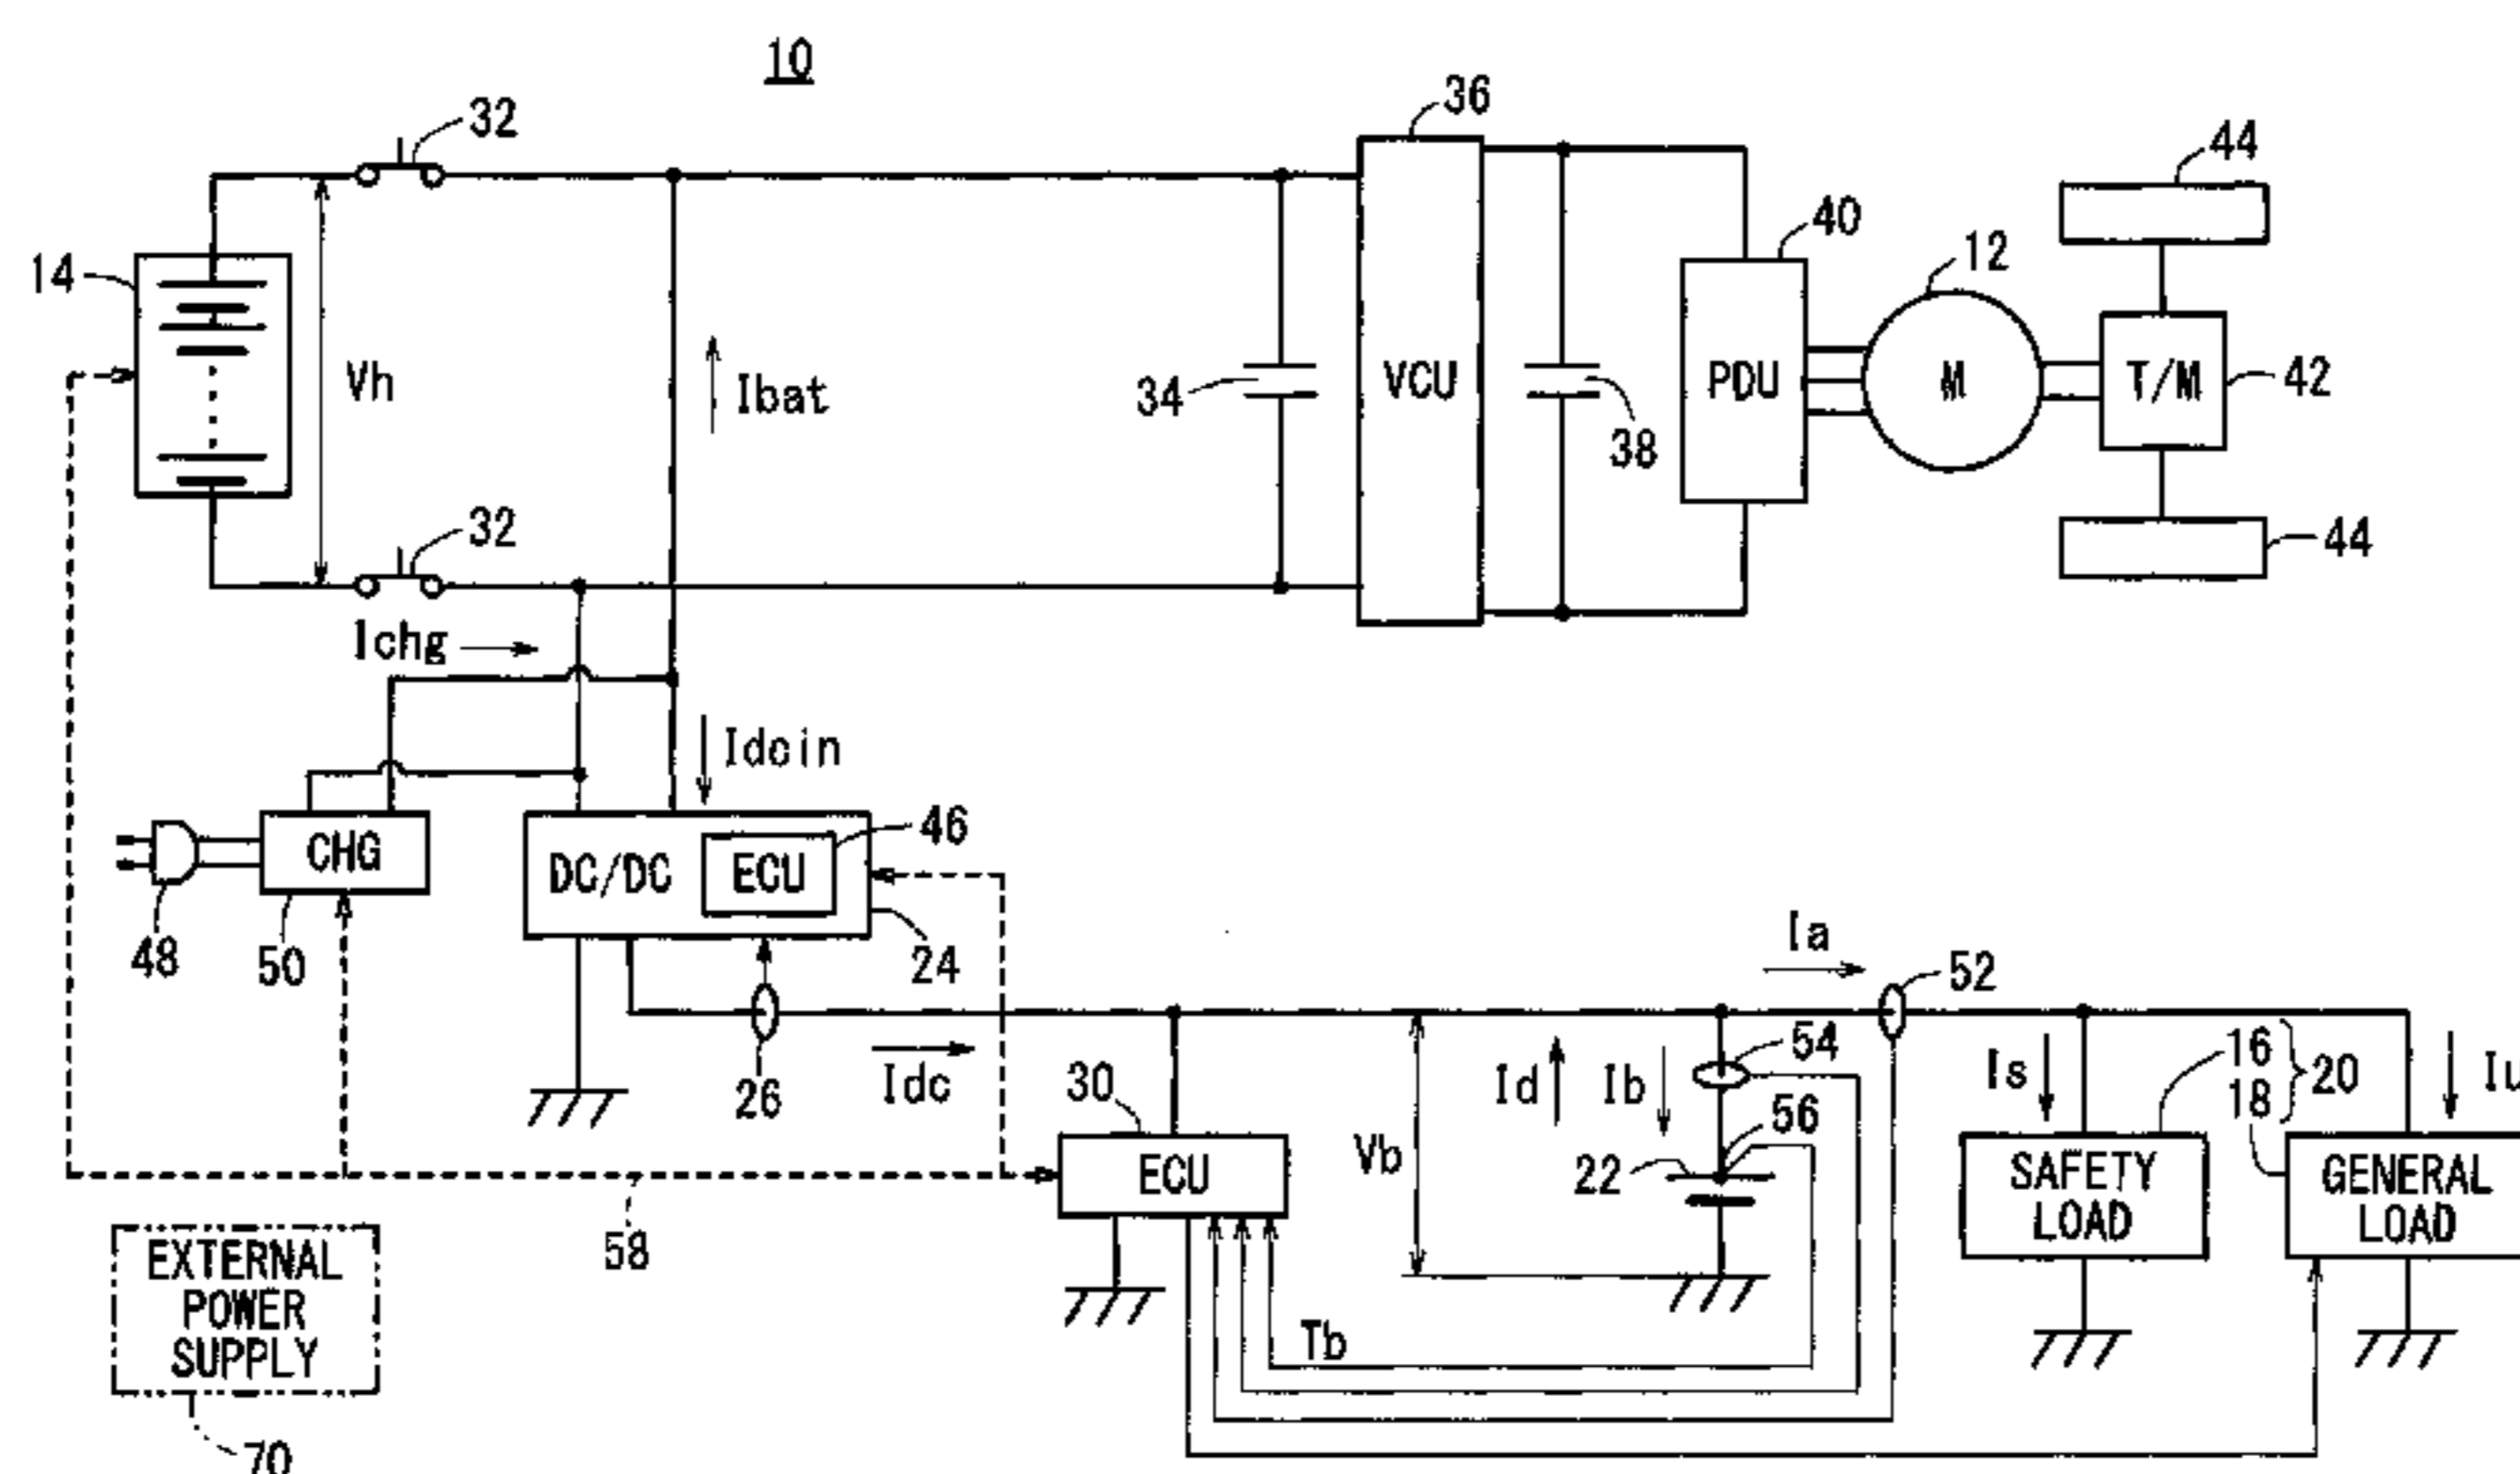 10
32
36
44
40
12
14
Vh
Ibat
34
VCU
38
PDU
M
T/M
42
32
44
Ichg
Idcin
46
CHG
DC/DC
ECU
48
50
24
26
Idc
Ia
52
54
30
Id
Ib
56
Is
16
18
20
Vb
22
ECU
SAFETY
LOAD
GENERAL
LOAD
58
EXTERNAL
POWER
SUPPLY
Tb
70